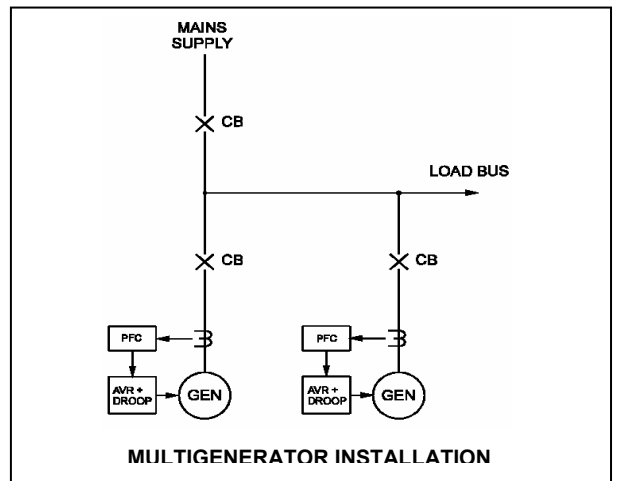 MAINS
SUPPLY
CB
LOAD BUS
CB
CB
PFC
PFC
AVR +
DROOP
GEN
AVR +
DROOP
GEN
MULTIGENERATOR INSTALLATION